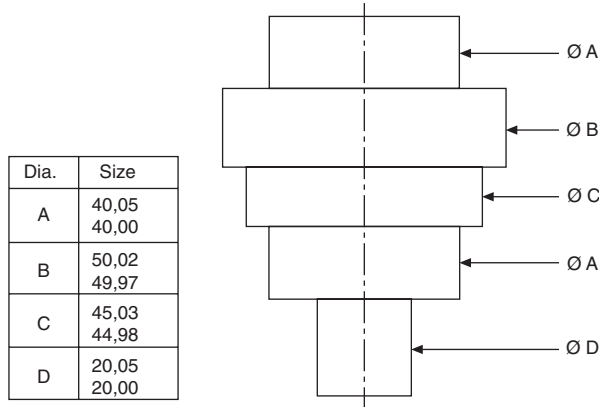 Ø A
Ø B
Ø C
Ø A
Ø D
Dia. Size
A 40,05
40,00
B 50,02
49,97
C 45,03
44,98
D 20,05
20,00